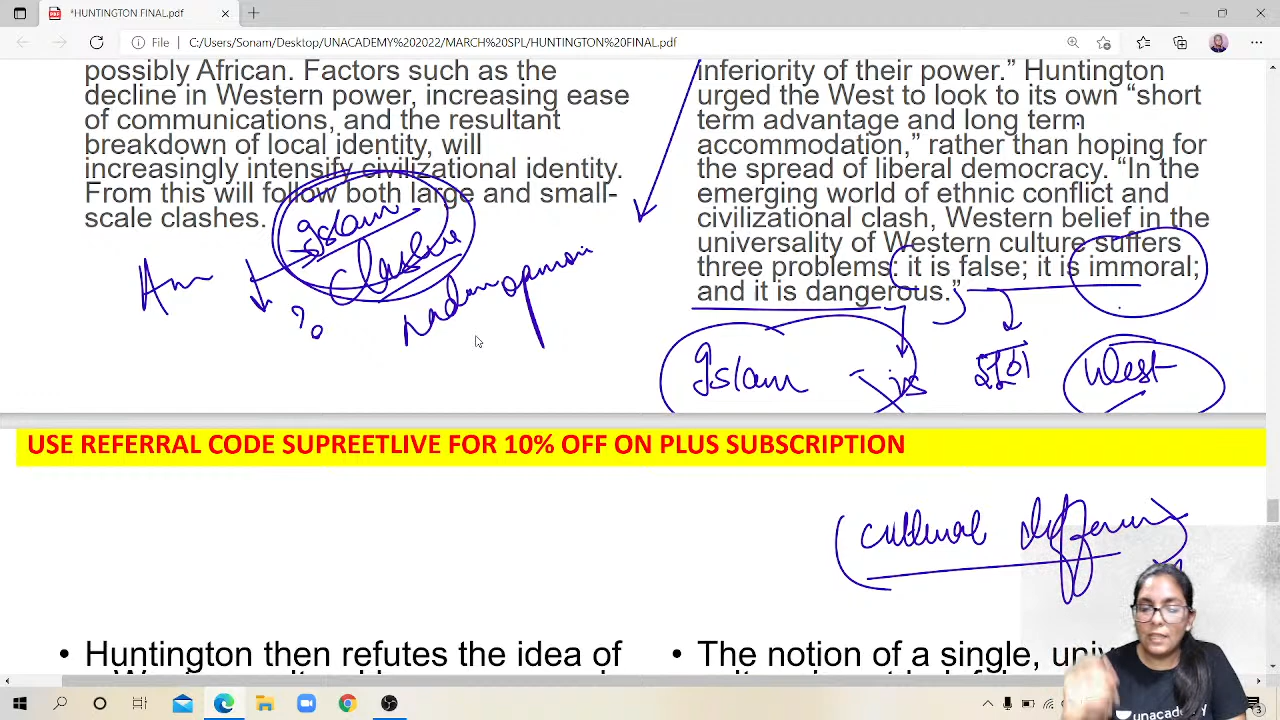 *HUNTINGTON FINAL.pdf
File
C:/Users/Sonam/Desktop/UNACADEMY%202022/MARCH%20SPL/HUNTINGTON%20FINAL.pdf
possibly African. Factors such as the
decline in Western power, increasing ease
of communications, and the resultant
breakdown of local identity, will
increasingly intensify civilizational identity.
From this will follow both large and small-
scale clashes.
Islam
Clashes
inferiority of their power.” Huntington
urged the West to look to its own “short
term advantage and long term
accommodation,” rather than hoping for
the spread of liberal democracy. “In the
emerging world of ethnic conflict and
civilizational clash, Western belief in the
universality of Western culture suffers
three problems: it is false; it is immoral;
and it is dangerous.”
Islam
vs
West
USE REFERRAL CODE SUPREETLIVE FOR 10% OFF ON PLUS SUBSCRIPTION
Cultural
Huntington then refutes the idea of
The notion of a single,
unacademy
3